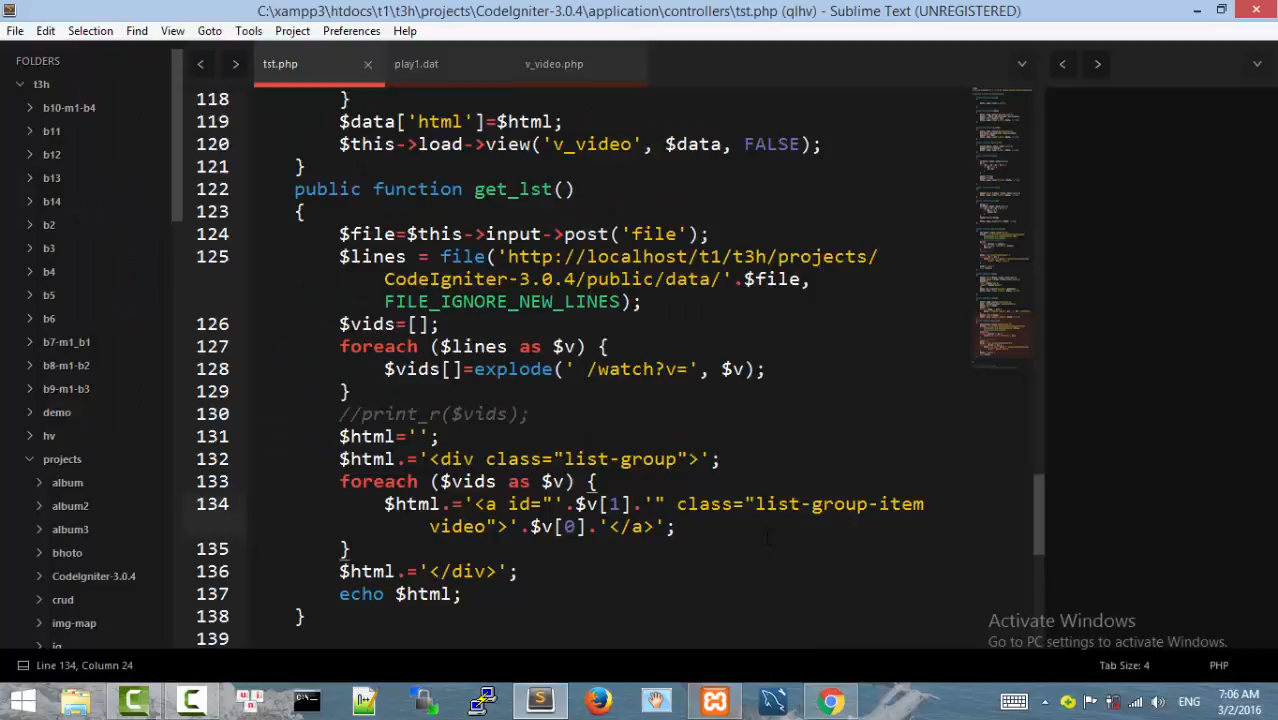 C:\xampp3\htdocs\t1\t3h\projects\CodeIgniter-3.0.4\application\controllers\tst.php (qlhv) - Sublime Text (UNREGISTERED)
File Edit Selection Find View Goto Tools Project Preferences Help
FOLDERS
t3h
b10-m1-b4
b11
b12
b13
b14
b2
b3
b4
b5
b6
b7-m1_b1
b8-m1-b2
b9-m1-b3
demo
hv
projects
album
album2
album3
bhoto
CodeIgniter-3.0.4
crud
img-map
tst.php play1.dat v_video.php
118 }
119 $data['html']=$html;
120 $this->load->view('v_video', $data, FALSE);
121 }
122 public function get_lst()
123 {
124 $file=$this->input->post('file');
125 $lines = file('http://localhost/t1/t3h/projects/
CodeIgniter-3.0.4/public/data/'.$file,
FILE_IGNORE_NEW_LINES);
126 $vids=[];
127 foreach ($lines as $v) {
128 $vids[]=explode(' /watch?v=', $v);
129 }
130 //print_r($vids);
131 $html='';
132 $html.='<div class="list-group">';
133 foreach ($vids as $v) {
134 $html.='<a id="'.$v[1].'" class="list-group-item
video">'.$v[0].'</a>';
135 }
136 $html.='</div>';
137 echo $html;
138 }
139
Activate Windows
Go to PC settings to activate Windows.
Line 134, Column 24 Tab Size: 4 PHP
ENG 7:06 AM
3/2/2016